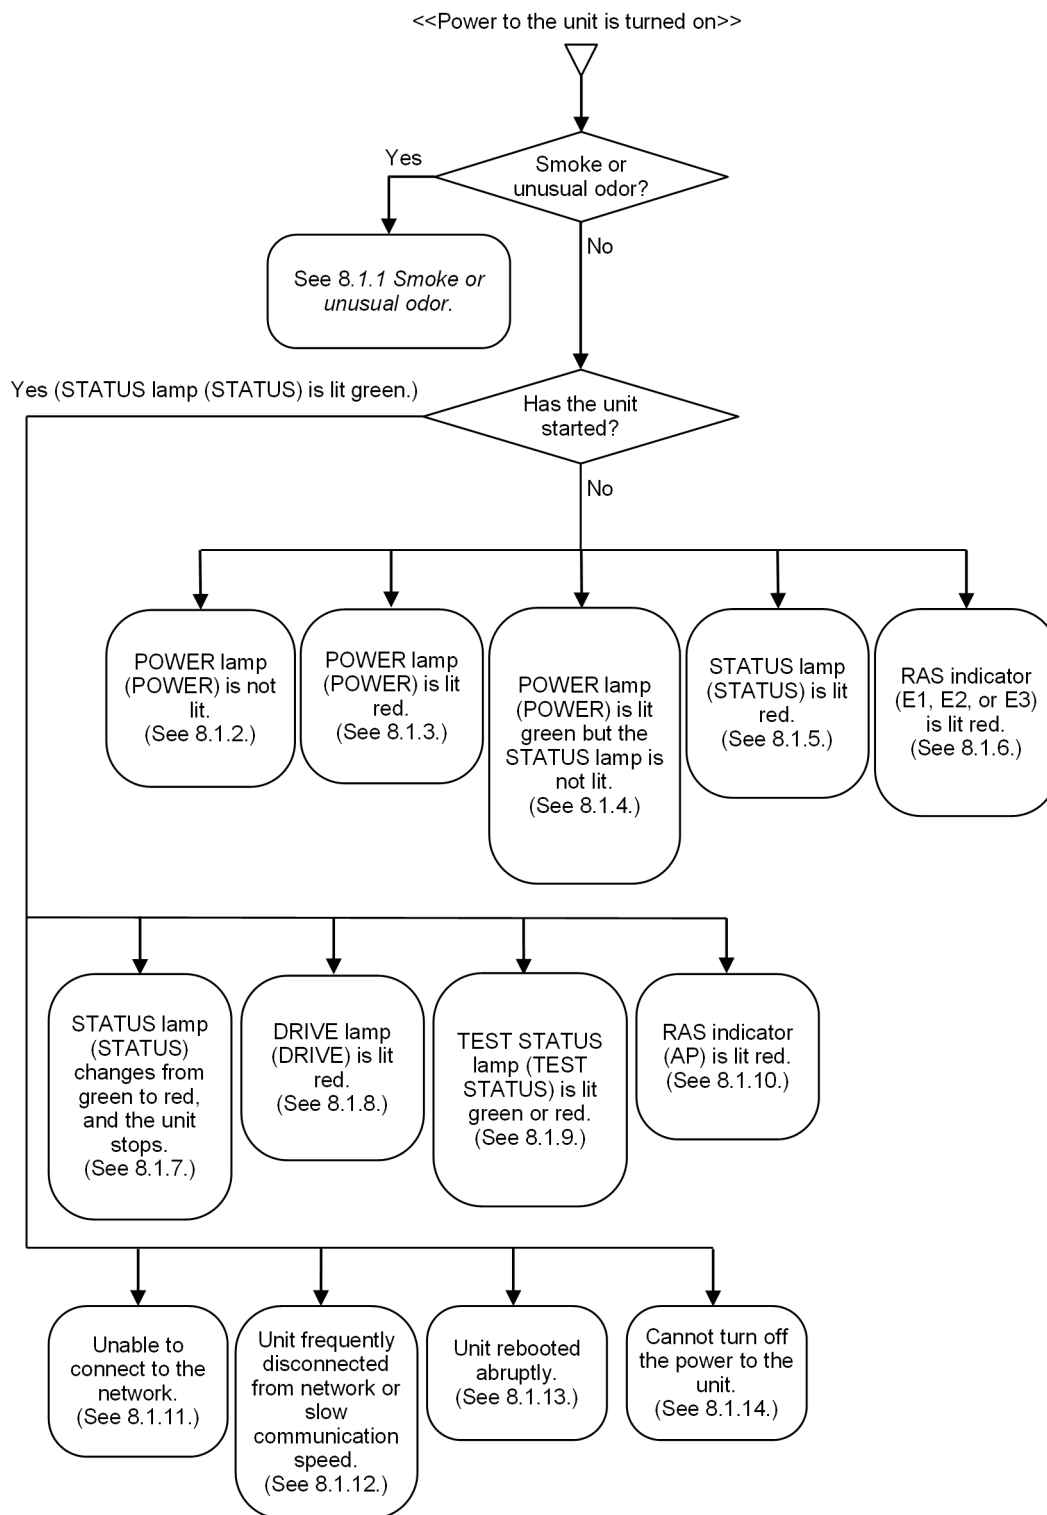 <<Power to the unit is turned on>>
Yes
Smoke or
unusual odor?
No
See 8.1.1 Smoke or
unusual odor.
Yes (STATUS lamp (STATUS) is lit green.)
Has the unit
started?
No
POWER lamp
(POWER) is not
lit.
(See 8.1.2.)
POWER lamp
(POWER) is lit
red.
(See 8.1.3.)
POWER lamp
(POWER) is lit
green but the
STATUS lamp is
not lit.
(See 8.1.4.)
STATUS lamp
(STATUS) is lit
red.
(See 8.1.5.)
RAS indicator
(E1, E2, or E3)
is lit red.
(See 8.1.6.)
STATUS lamp
(STATUS)
changes from
green to red,
and the unit
stops.
(See 8.1.7.)
DRIVE lamp
(DRIVE) is lit
red.
(See 8.1.8.)
TEST STATUS
lamp (TEST
STATUS) is lit
green or red.
(See 8.1.9.)
RAS indicator
(AP) is lit red.
(See 8.1.10.)
Unable to
connect to the
network.
(See 8.1.11.)
Unit frequently
disconnected
from network or
slow
communication
speed.
(See 8.1.12.)
Unit rebooted
abruptly.
(See 8.1.13.)
Cannot turn off
the power to the
unit.
(See 8.1.14.)